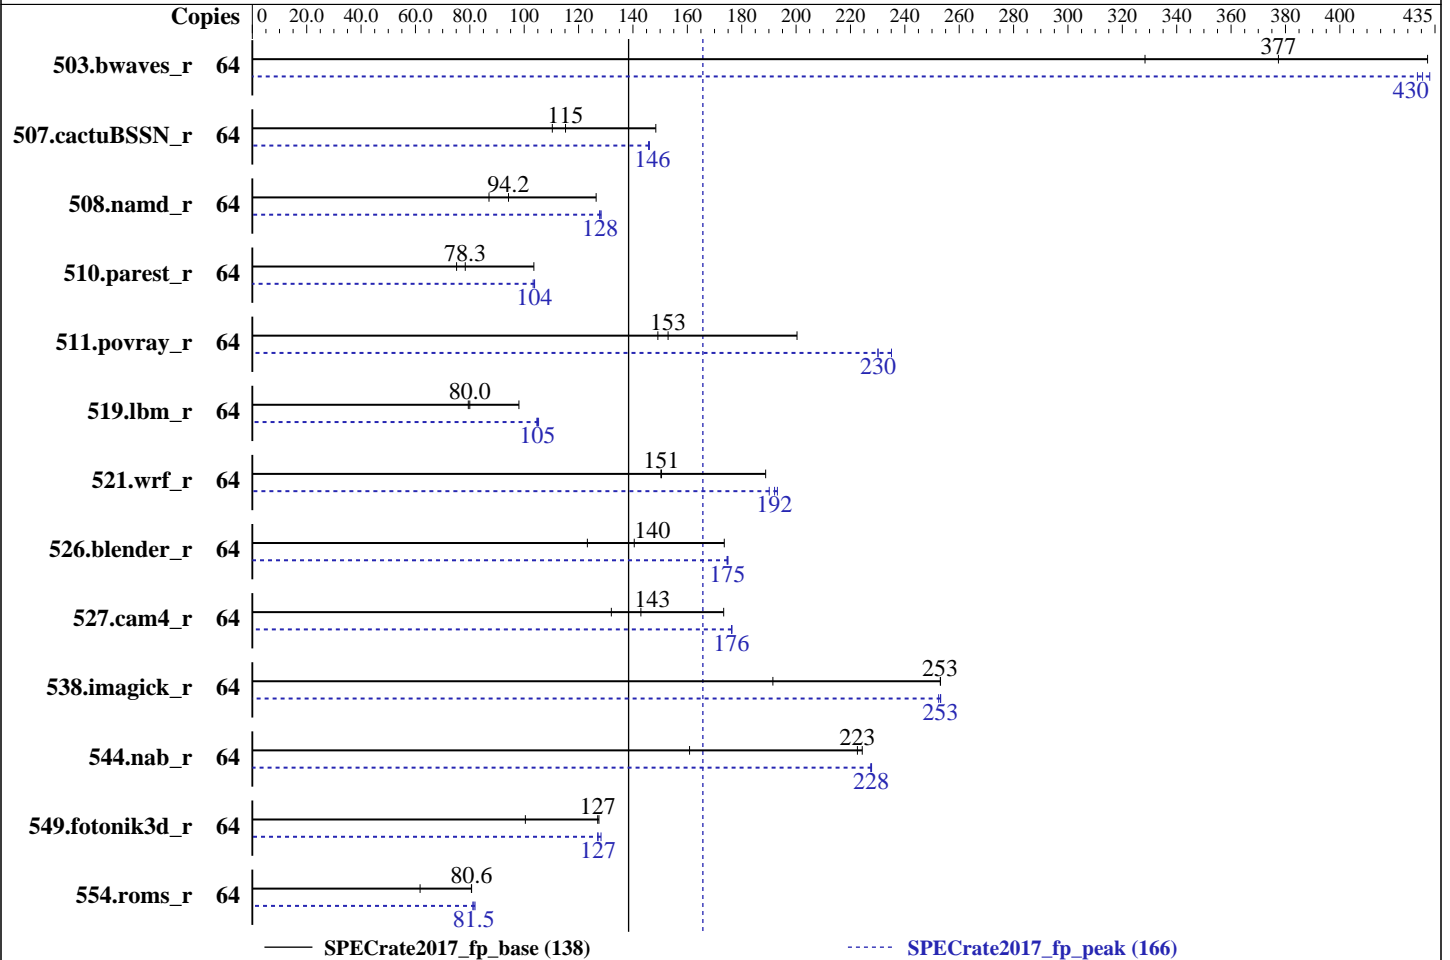 Copies 0 20.0 40.0 60.0 80.0 100 120 140 160 180 200 220 240 260 280 300 320 340 360 380 400 435
503.bwaves_r 64 377
430
507.cactuBSSN_r 64 115
146
508.namd_r 64 94.2
128
510.parest_r 64 78.3
104
511.povray_r 64 153
230
519.lbm_r 64 80.0
105
521.wrf_r 64 151
192
526.blender_r 64 140
175
527.cam4_r 64 143
176
538.imagick_r 64 253
253
544.nab_r 64 223
228
549.fotonik3d_r 64 127
127
554.roms_r 64 80.6
81.5
SPECrate2017_fp_base (138) SPECrate2017_fp_peak (166)